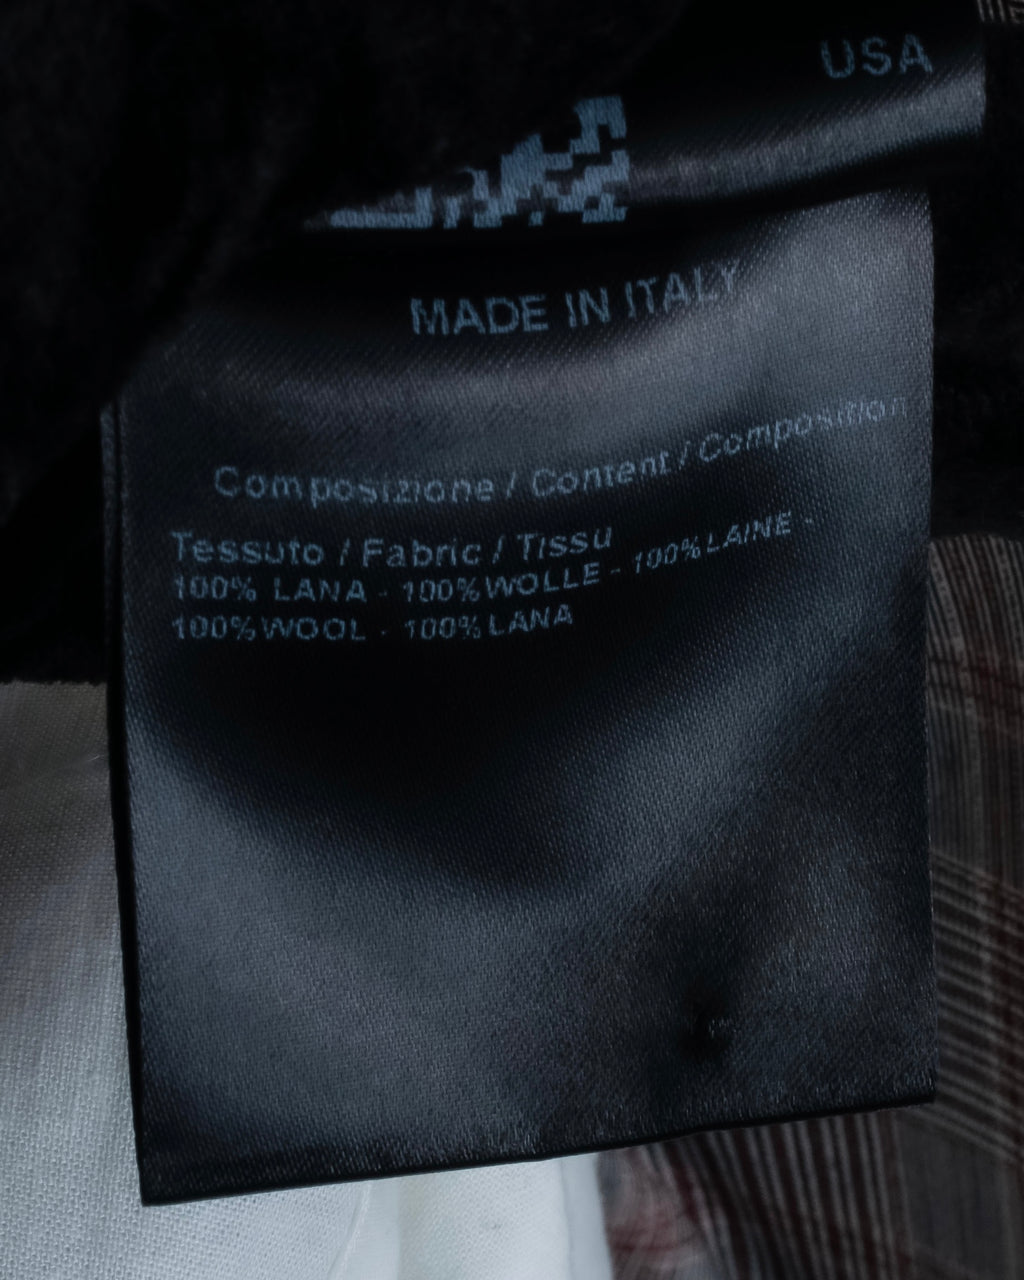 USA
MADE IN ITALY
Composizione / Content / Composition
Tessuto / Fabric / Tissu
100% LANA - 100% WOLLE - 100% LAINE -
100% WOOL - 100% LANA